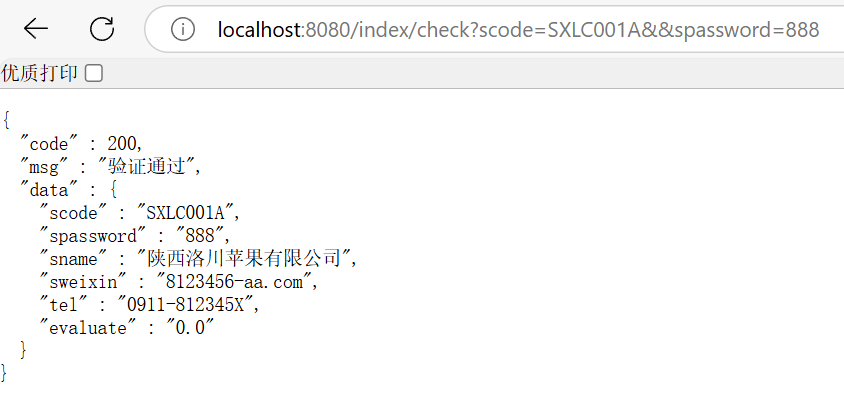 localhost:8080/index/check?scode=SXLC001A&&spassword=888
优质打印
{
"code" : 200,
"msg" : "验证通过",
"data" : {
"scode" : "SXLC001A",
"spassword" : "888",
"sname" : "陕西洛川苹果有限公司",
"sweixin" : "8123456-aa.com",
"tel" : "0911-812345X",
"evaluate" : "0.0"
}
}